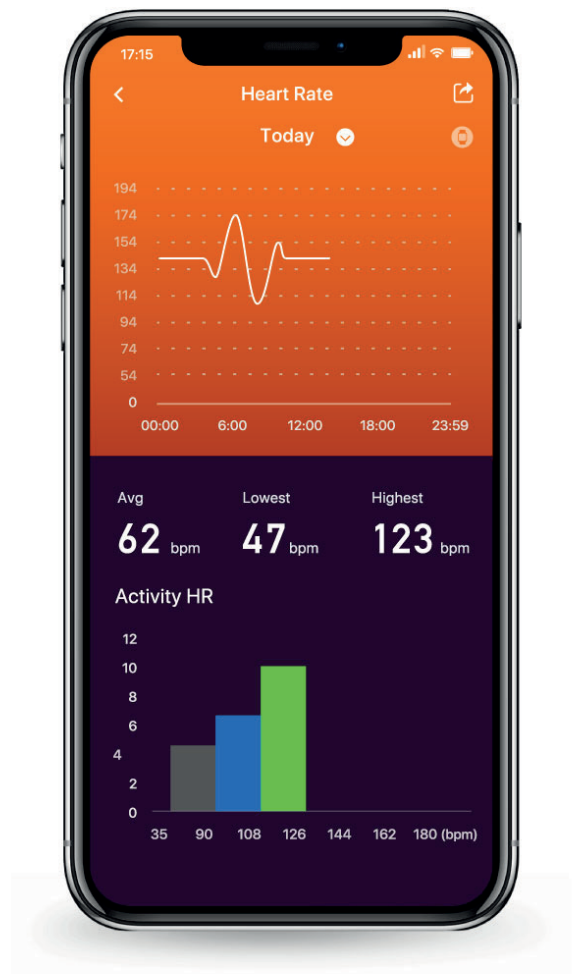 17:15
Heart Rate
Today
194
174
154
134
114
94
74
54
0
00:00 6:00 12:00 18:00 23:59
Avg Lowest Highest
62 bpm 47 bpm 123 bpm
Activity HR
12
10
8
6
4
2
0
35 90 108 126 144 162 180 (bpm)